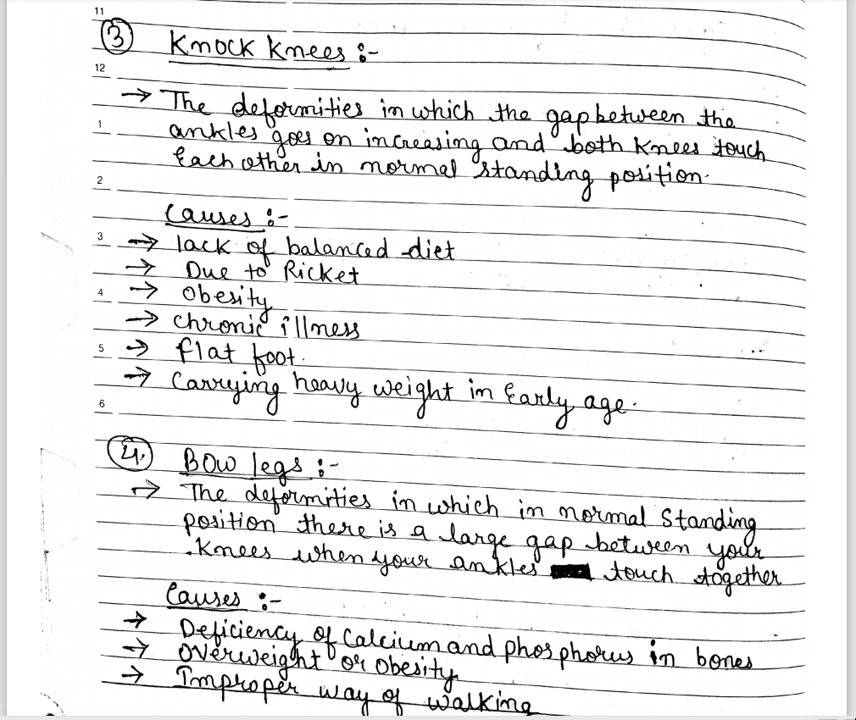 11
③ Knock Knees :-
12
→ The deformities in which the gap between the
1
ankles goes on increasing and both Knees touch
Each other in normal standing position.
2
Causes :-
3
→ lack of balanced diet
→ Due to Ricket
4
→ Obesity
→ chronic illness
5
→ flat foot.
→ Carrying heavy weight in Early age.
6
④. Bow legs :-
→ The deformities in which in normal Standing
position there is a large gap between your
Knees when your ankles touch together
Causes :-
→ Deficiency of Calcium and phosphorus in bones
→ Overweight or obesity
→ Improper way of walking